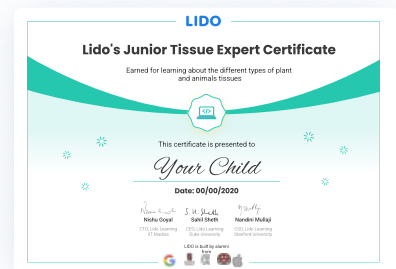 LIDO
Lido's Junior Tissue Expert Certificate
Earned for learning about the different types of plant
and animals tissues
</>
This certificate is presented to
Your Child
Date: 00/00/2020
S. U. Sheth
Nishu Goyal Sahil Sheth Nandini Mullaji
CTO, Lido Learning CEO, Lido Learning CSO, Lido Learning
IIT Madras Duke University Stanford University
LIDO is built by alumni
from
G